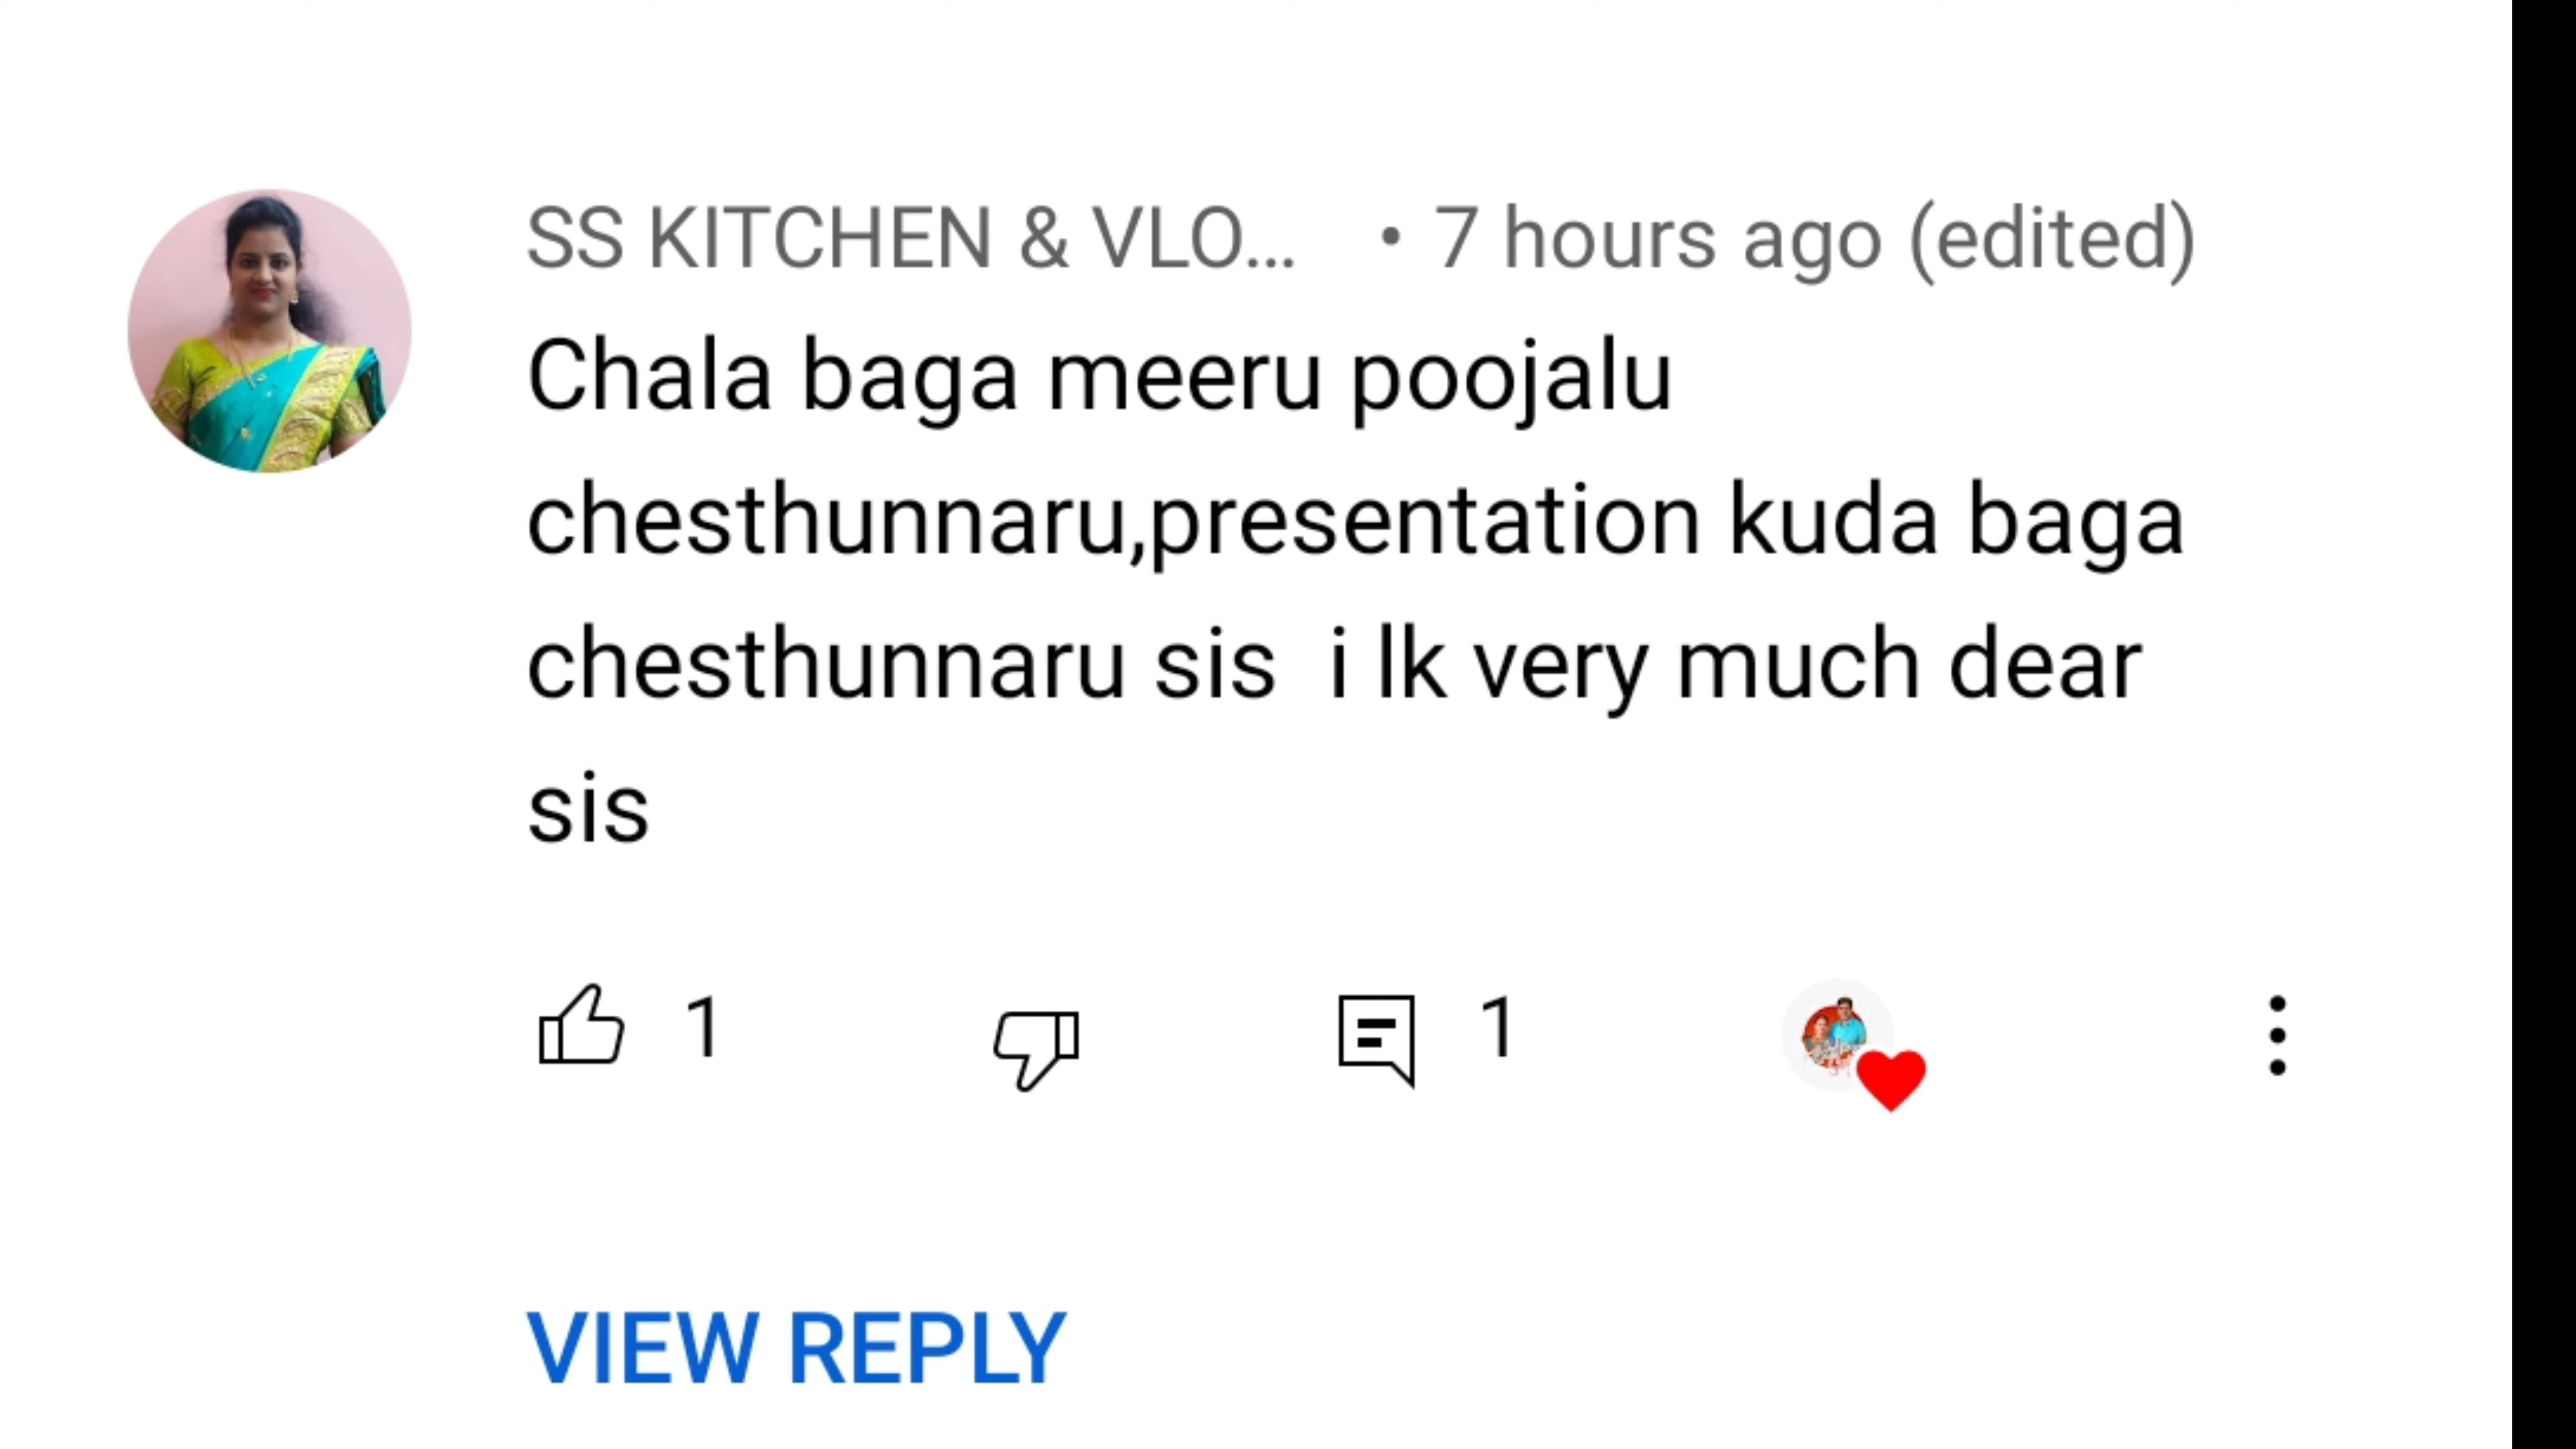 SS KITCHEN & VLO... • 7 hours ago (edited)
Chala baga meeru poojalu
chesthunnaru,presentation kuda baga
chesthunnaru sis  i lk very much dear
sis
1 1
VIEW REPLY